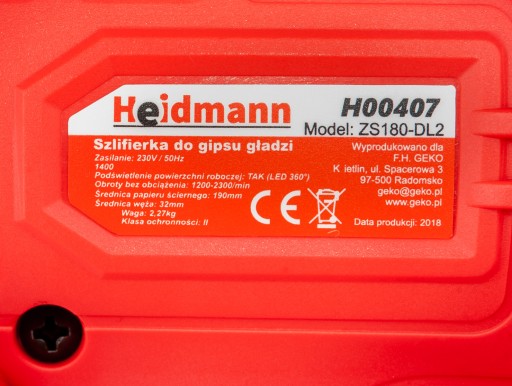 Heidmann
H00407
Model: ZS180-DL2
Szlifierka do gipsu gładzi
Zasilanie: 230V / 50Hz
1400
Podświetlenie powierzchni roboczej: TAK (LED 360°)
Obroty bez obciążenia: 1200-2300/min
Średnica papieru ściernego: 190mm
Średnica węża: 32mm
Waga: 2,27kg
Klasa ochronności: II
Wyprodukowano dla
F.H. GEKO
K ietlin, ul. Spacerowa 3
97-500 Radomsko
geko@geko.pl
www.geko.pl
CE
Data produkcji: 2018